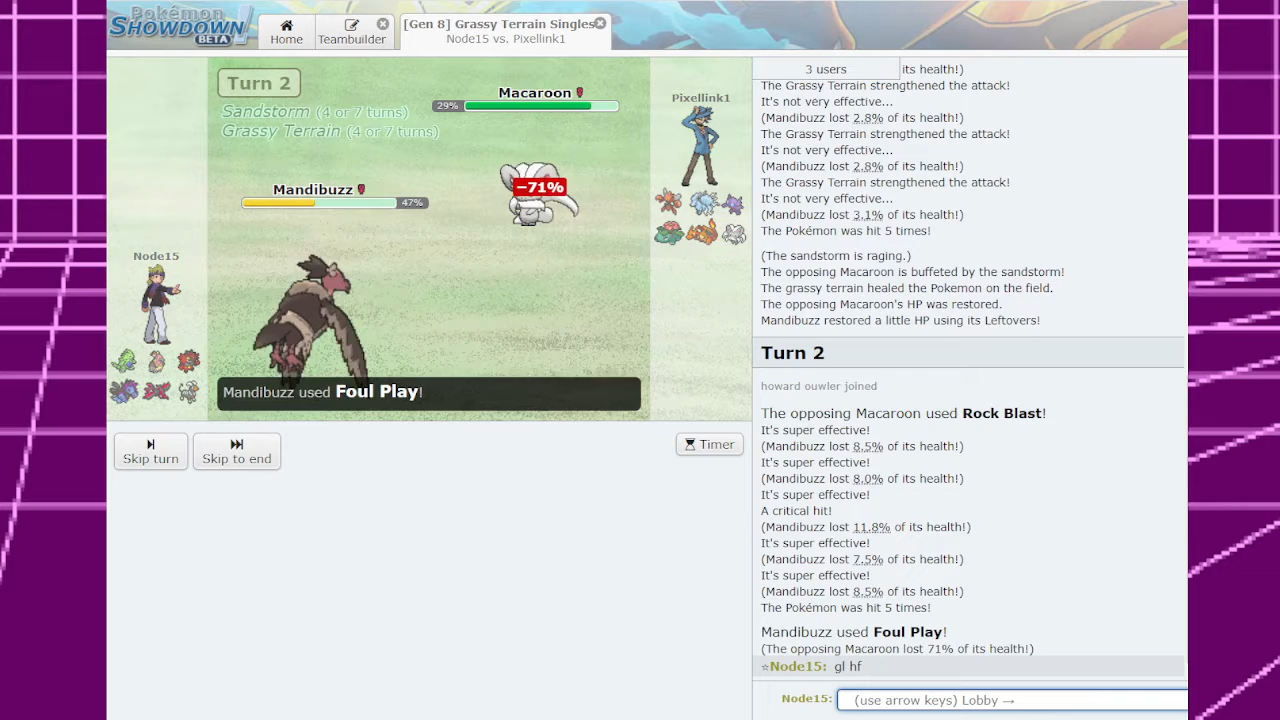 Pokémon
SHOWDOWN!
BETA
Home
Teambuilder
[Gen 8] Grassy Terrain Singles
Node15 vs. Pixellink1
Turn 2
Sandstorm (4 or 7 turns)
Grassy Terrain (4 or 7 turns)
Macaroon
29%
−71%
Mandibuzz
47%
Node15
Pixellink1
Mandibuzz used Foul Play!
Skip turn
Skip to end
Timer
3 users
its health!)
The Grassy Terrain strengthened the attack!
It's not very effective...
(Mandibuzz lost 2.8% of its health!)
The Grassy Terrain strengthened the attack!
It's not very effective...
(Mandibuzz lost 2.8% of its health!)
The Grassy Terrain strengthened the attack!
It's not very effective...
(Mandibuzz lost 3.1% of its health!)
The Pokémon was hit 5 times!
(The sandstorm is raging.)
The opposing Macaroon is buffeted by the sandstorm!
The grassy terrain healed the Pokemon on the field.
The opposing Macaroon's HP was restored.
Mandibuzz restored a little HP using its Leftovers!
Turn 2
howard ouwler joined
The opposing Macaroon used Rock Blast!
It's super effective!
(Mandibuzz lost 8.5% of its health!)
It's super effective!
(Mandibuzz lost 8.0% of its health!)
It's super effective!
A critical hit!
(Mandibuzz lost 11.8% of its health!)
It's super effective!
(Mandibuzz lost 7.5% of its health!)
It's super effective!
(Mandibuzz lost 8.5% of its health!)
The Pokémon was hit 5 times!
Mandibuzz used Foul Play!
(The opposing Macaroon lost 71% of its health!)
☆Node15: gl hf
Node15: (use arrow keys) Lobby →